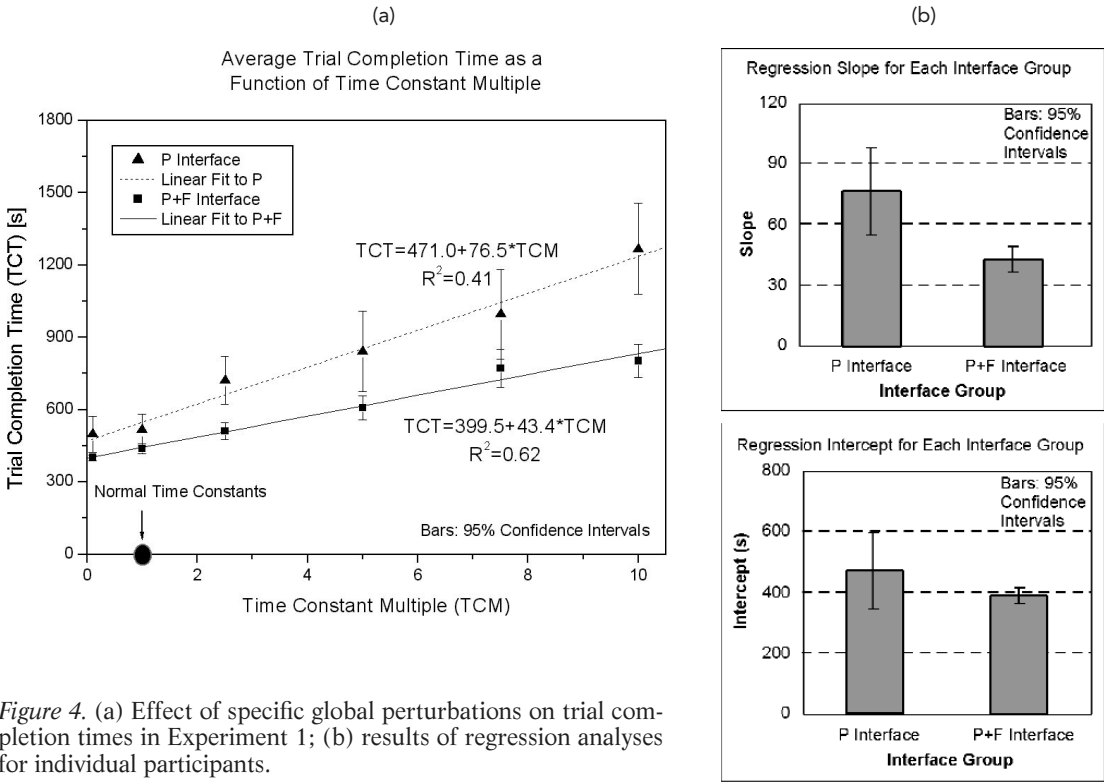 (a)
Average Trial Completion Time as a
Function of Time Constant Multiple
1800
1500
1200
900
600
300
0
Trial Completion Time (TCT) [s]
P Interface
Linear Fit to P
P+F Interface
Linear Fit to P+F
TCT=471.0+76.5*TCM
R²=0.41
TCT=399.5+43.4*TCM
R²=0.62
Normal Time Constants
Bars: 95% Confidence Intervals
0 2 4 6 8 10
Time Constant Multiple (TCM)
(b)
Regression Slope for Each Interface Group
120
90
60
30
0
Slope
Bars: 95%
Confidence
Intervals
P Interface P+F Interface
Interface Group
Regression Intercept for Each Interface Group
800
600
400
200
0
Intercept (s)
Bars: 95%
Confidence
Intervals
P Interface P+F Interface
Interface Group
Figure 4. (a) Effect of specific global perturbations on trial com-
pletion times in Experiment 1; (b) results of regression analyses
for individual participants.